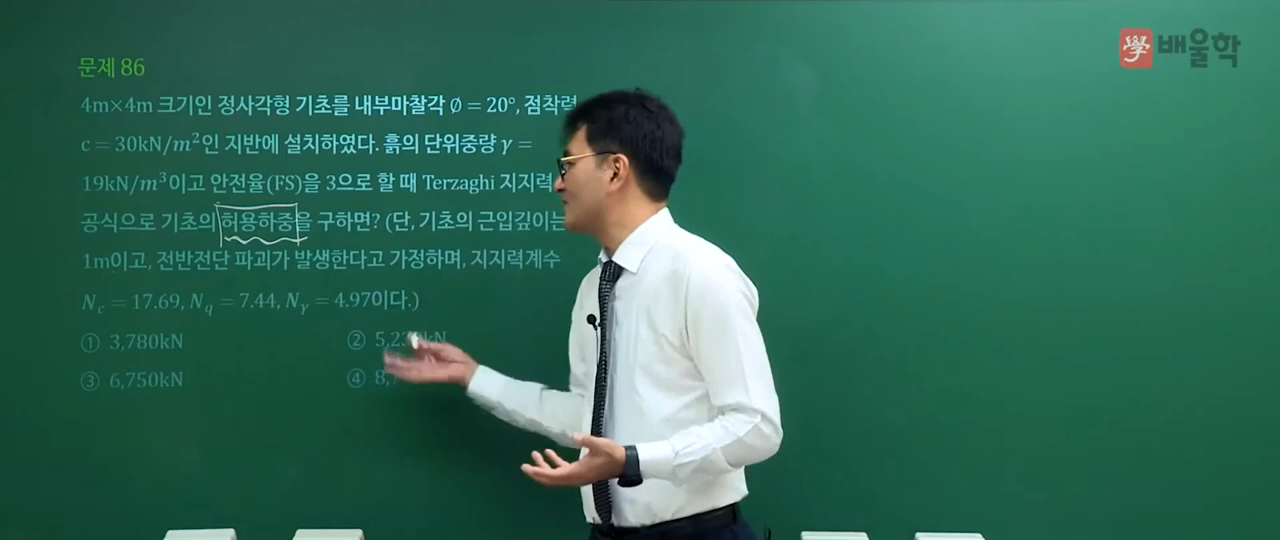 學 배울학
문제 86
4m×4m 크기인 정사각형 기초를 내부마찰각 ∅ = 20°, 점착력
c = 30kN/m²인 지반에 설치하였다. 흙의 단위중량 γ =
19kN/m³이고 안전율(FS)을 3으로 할 때 Terzaghi 지지력
공식으로 기초의 허용하중을 구하면? (단, 기초의 근입깊이는
1m이고, 전반전단 파괴가 발생한다고 가정하며, 지지력계수
N_c = 17.69, N_q = 7.44, N_γ = 4.97이다.)
① 3,780kN ②
③ 6,750kN ④